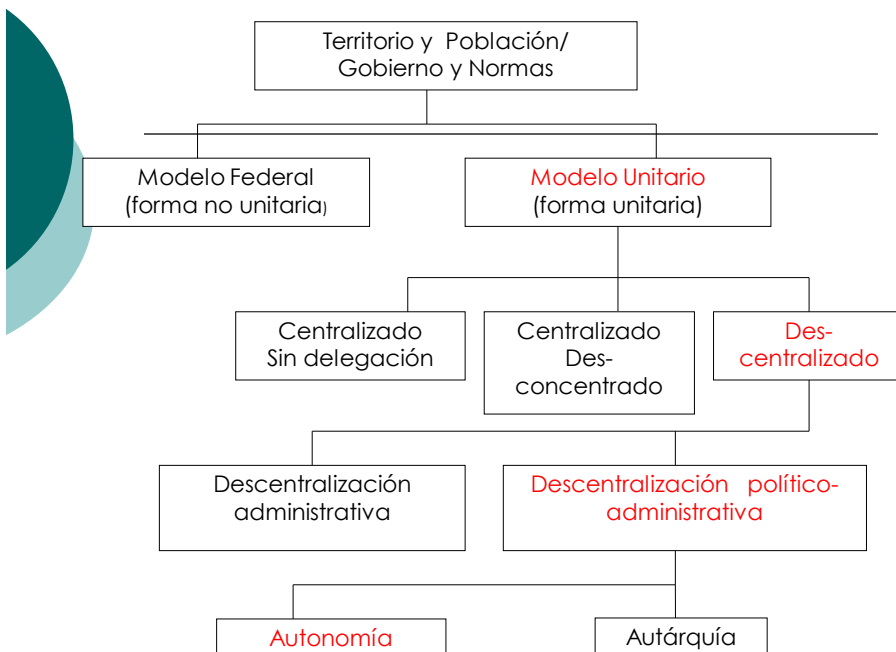 Territorio y Población/
Gobierno y Normas
Modelo Federal
(forma no unitaria)
Modelo Unitario
(forma unitaria)
Centralizado
Sin delegación
Centralizado
Des-
concentrado
Des-
centralizado
Descentralización
administrativa
Descentralización político-
administrativa
Autonomía
Autárquía